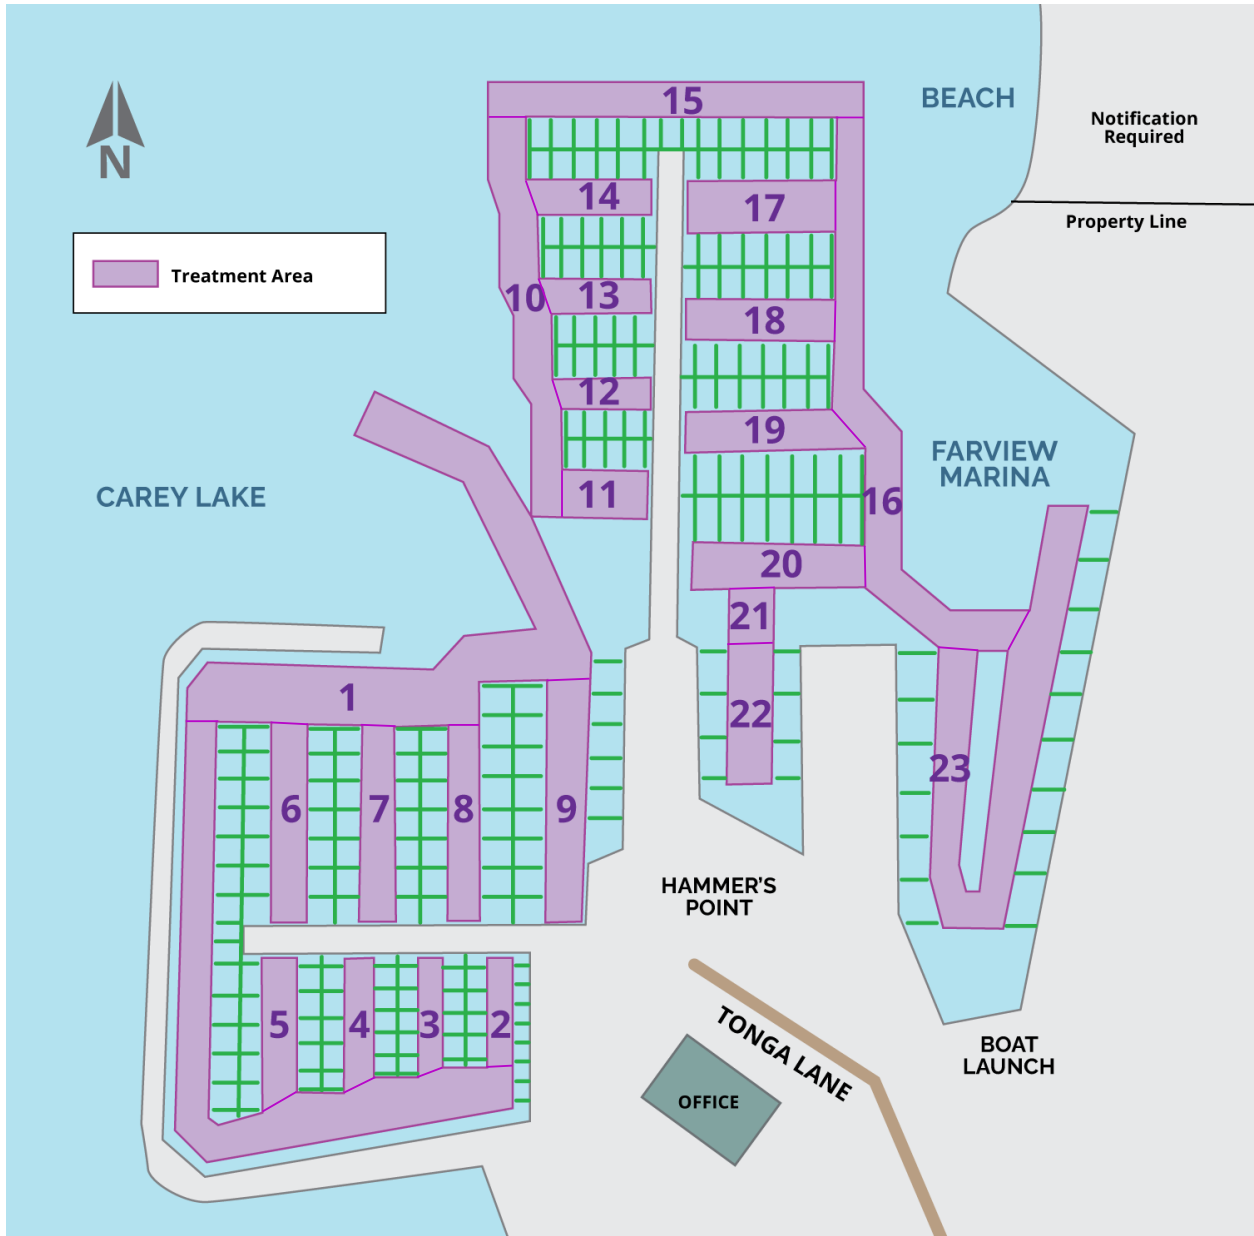 BEACH
Notification
Required
Property Line
N
Treatment Area
15
14
17
13
10
18
12
19
11
16
20
21
22
23
FARVIEW
MARINA
CAREY LAKE
1
6
7
8
9
5
4
3
2
HAMMER'S
POINT
TONGA LANE
OFFICE
BOAT
LAUNCH